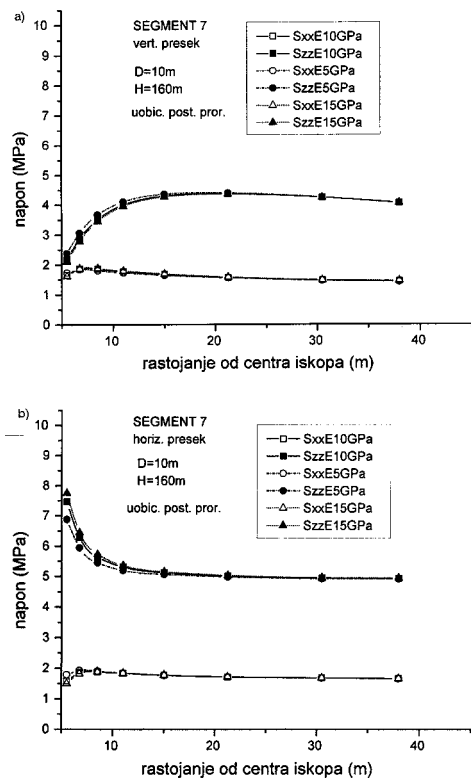 a)
SEGMENT 7
vert. presek
D=10m
H=160m
uobic. post. pror.
SxxE10GPa
SzzE10GPa
SxxE5GPa
SzzE5GPa
SxxE15GPa
SzzE15GPa
napon (MPa)
10
9
8
7
6
5
4
3
2
1
0
10
20
30
40
rastojanje od centra iskopa (m)
b)
SEGMENT 7
horiz. presek
D=10m
H=160m
uobic. post. pror.
SxxE10GPa
SzzE10GPa
SxxE5GPa
SzzE5GPa
SxxE15GPa
SzzE15GPa
napon (MPa)
10
9
8
7
6
5
4
3
2
1
0
10
20
30
40
rastojanje od centra iskopa (m)